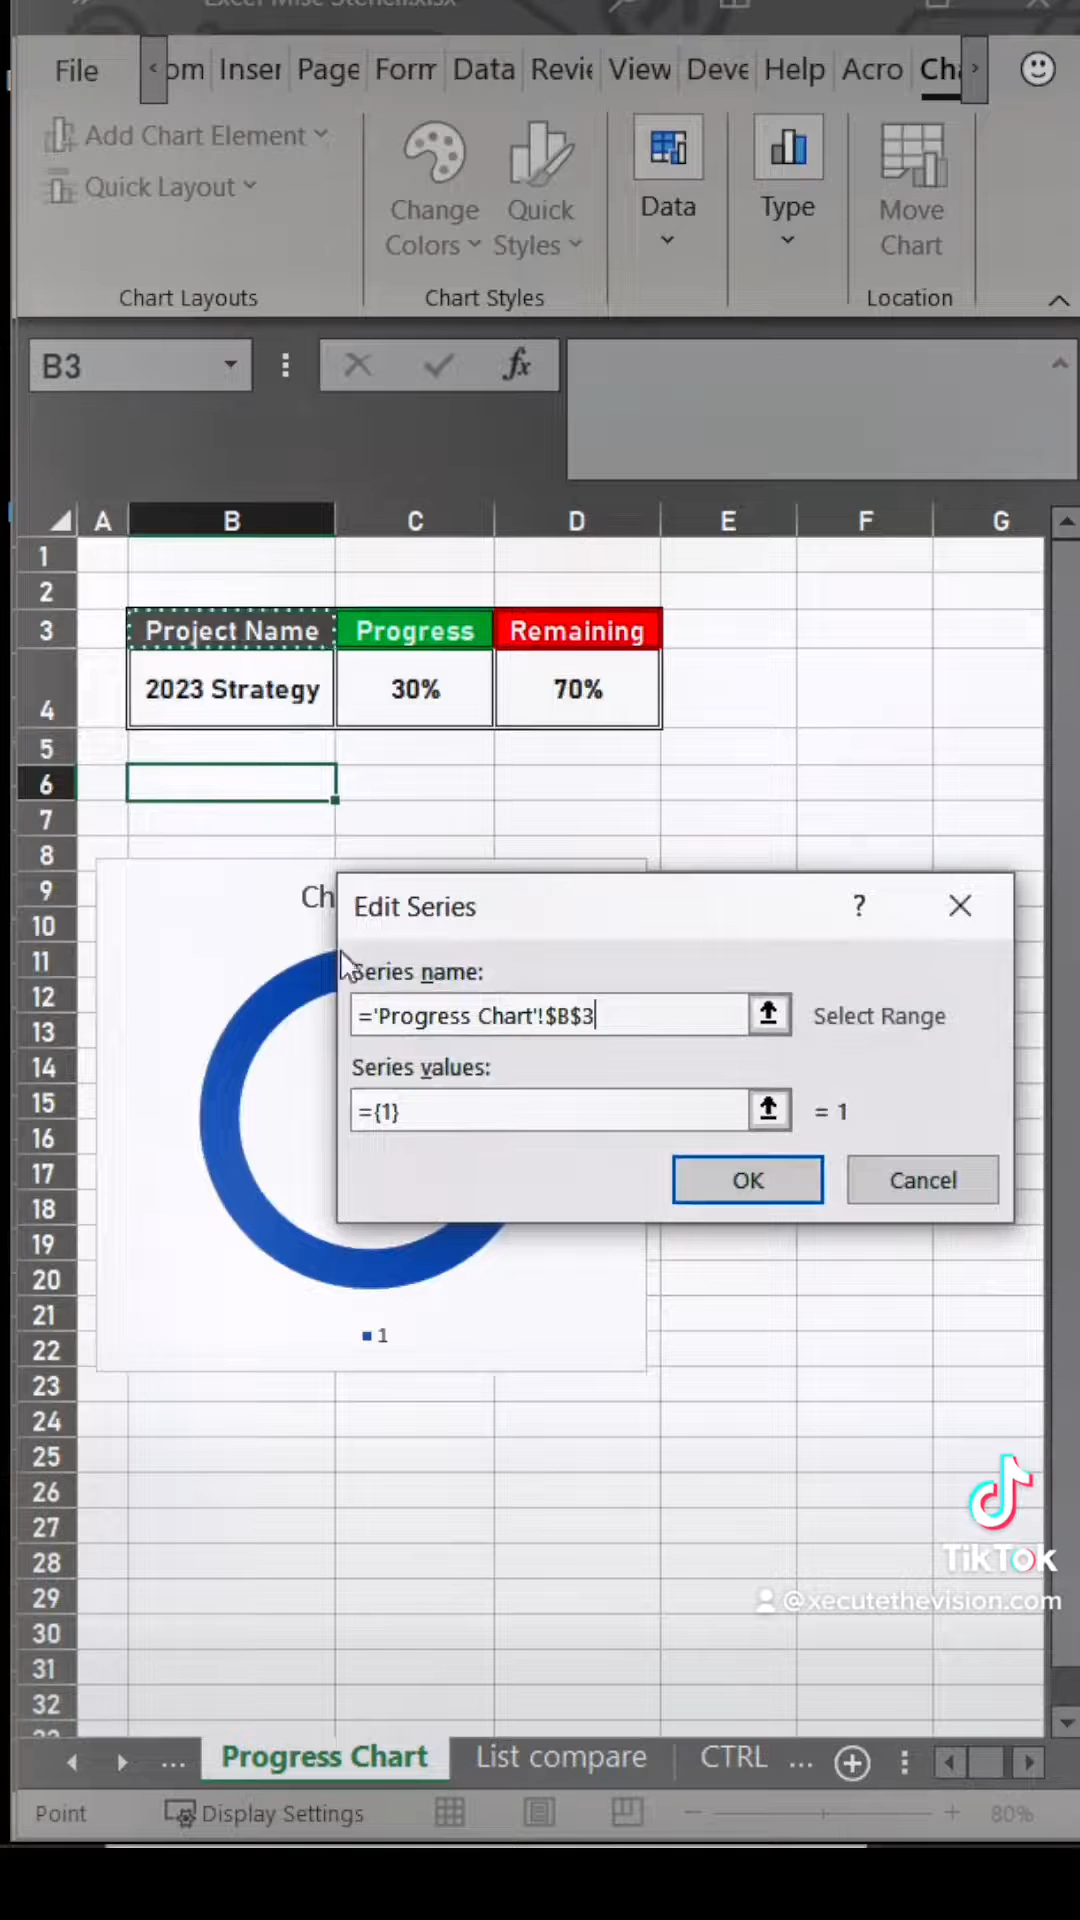 Excel Misc Stencil.xlsx
File om Inser Page Form Data Revie View Deve Help Acro Cha
Add Chart Element
Quick Layout
Change Colors
Quick Styles
Data
Type
Move Chart
Chart Layouts
Chart Styles
Location
B3
fx
A B C D E F G
1
2
3 Project Name Progress Remaining
4 2023 Strategy 30% 70%
5
6
7
8
9 Ch
Edit Series ?
10
11
Series name:
12
='Progress Chart'!$B$3 Select Range
13
14
Series values:
15
={1} = 1
16
17
OK Cancel
18
19
20
21
1
22
23
24
25
26
27
TikTok
28
@xecutethevision.com
29
30
31
32
... Progress Chart List compare CTRL ...
Point Display Settings 80%